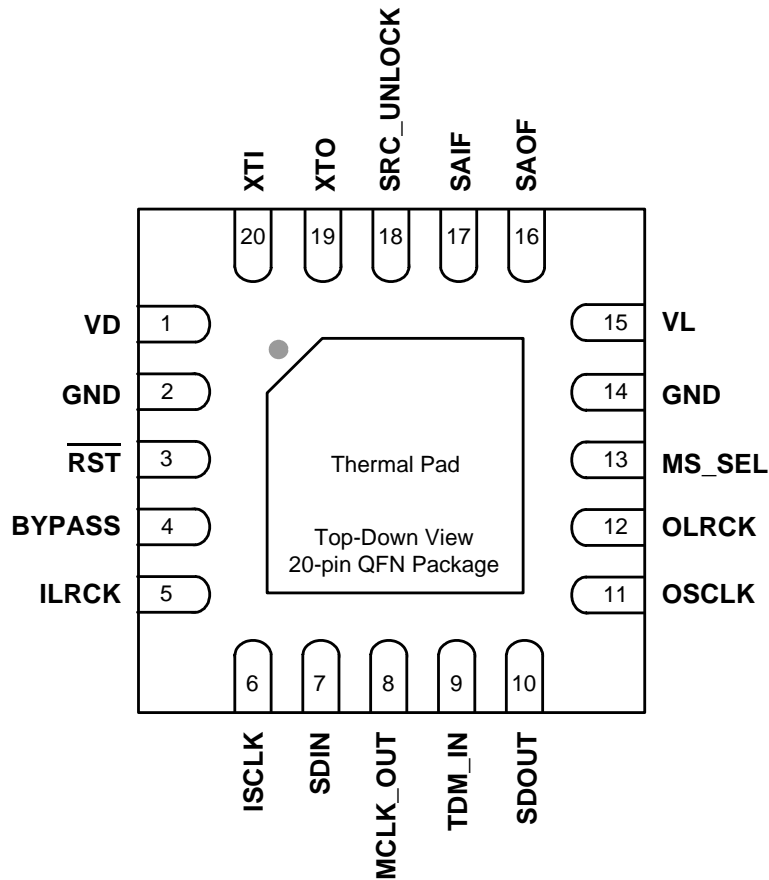 XTI
XTO
SRC_UNLOCK
SAIF
SAOF
20
19
18
17
16
VD 1
15 VL
GND 2
14 GND
RST 3
13 MS_SEL
BYPASS 4
12 OLRCK
ILRCK 5
11 OSCLK
Thermal Pad
Top-Down View
20-pin QFN Package
6
7
8
9
10
ISCLK
SDIN
MCLK_OUT
TDM_IN
SDOUT